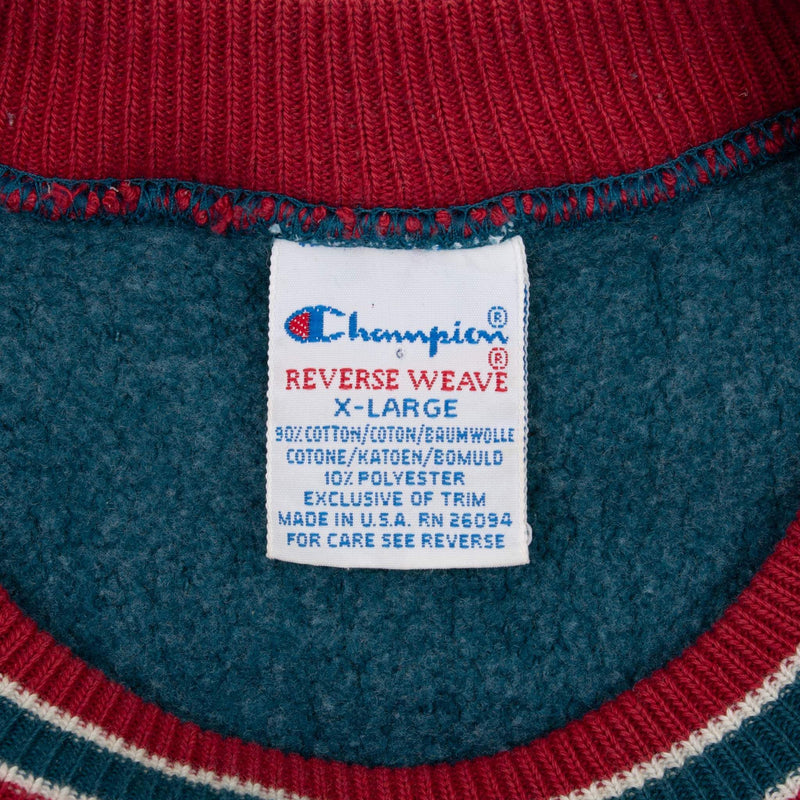 Champion®
®
REVERSE WEAVE
X-LARGE
90% COTTON/COTON/BAUMWOLLE
COTONE/KATOEN/BOMULD
10% POLYESTER
EXCLUSIVE OF TRIM
MADE IN U.S.A. RN 26094
FOR CARE SEE REVERSE